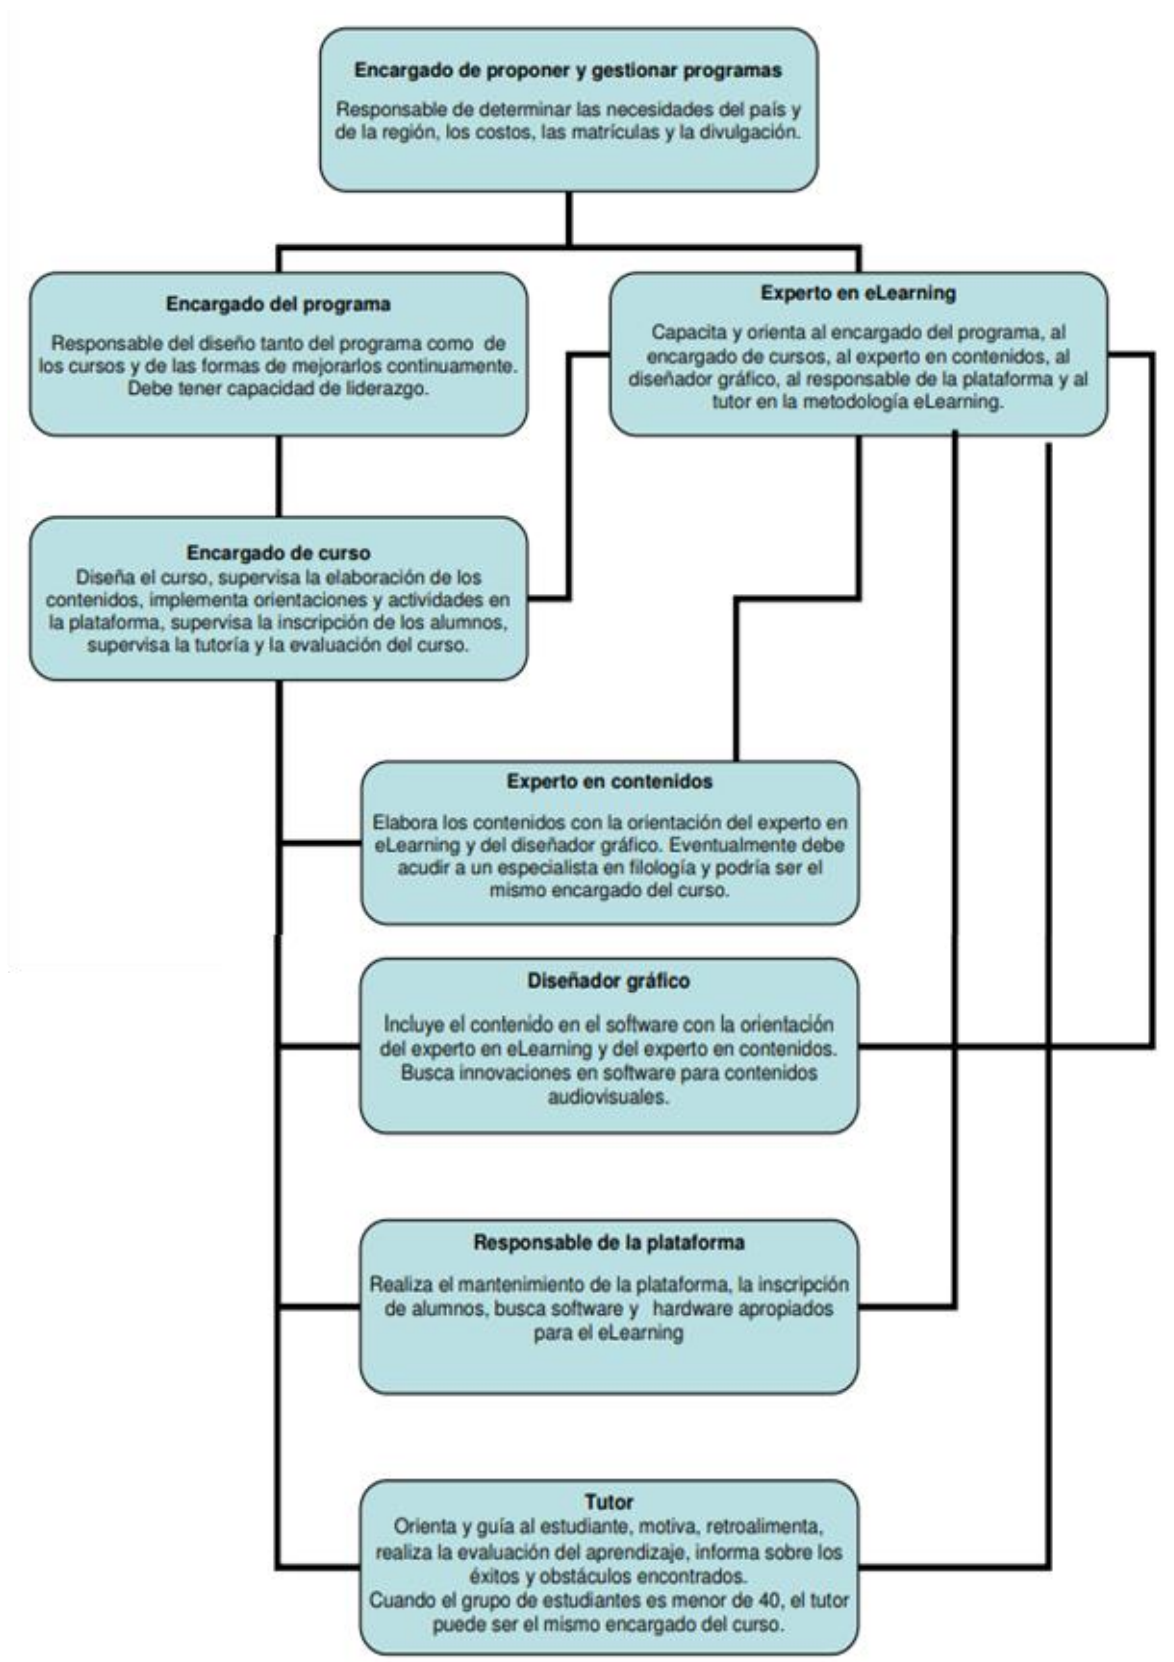 Encargado de proponer y gestionar programas
Responsable de determinar las necesidades del país y
de la región, los costos, las matrículas y la divulgación.
Encargado del programa
Responsable del diseño tanto del programa como de
los cursos y de las formas de mejorarlos continuamente.
Debe tener capacidad de liderazgo.
Experto en eLearning
Capacita y orienta al encargado del programa, al
encargado de cursos, al experto en contenidos, al
diseñador gráfico, al responsable de la plataforma y al
tutor en la metodología eLearning.
Encargado de curso
Diseña el curso, supervisa la elaboración de los
contenidos, implementa orientaciones y actividades en
la plataforma, supervisa la inscripción de los alumnos,
supervisa la tutoría y la evaluación del curso.
Experto en contenidos
Elabora los contenidos con la orientación del experto en
eLearning y del diseñador gráfico. Eventualmente debe
acudir a un especialista en filología y podría ser el
mismo encargado del curso.
Diseñador gráfico
Incluye el contenido en el software con la orientación
del experto en eLearning y del experto en contenidos.
Busca innovaciones en software para contenidos
audiovisuales.
Responsable de la plataforma
Realiza el mantenimiento de la plataforma, la inscripción
de alumnos, busca software y hardware apropiados
para el eLearning
Tutor
Orienta y guía al estudiante, motiva, retroalimenta,
realiza la evaluación del aprendizaje, informa sobre los
éxitos y obstáculos encontrados.
Cuando el grupo de estudiantes es menor de 40, el tutor
puede ser el mismo encargado del curso.